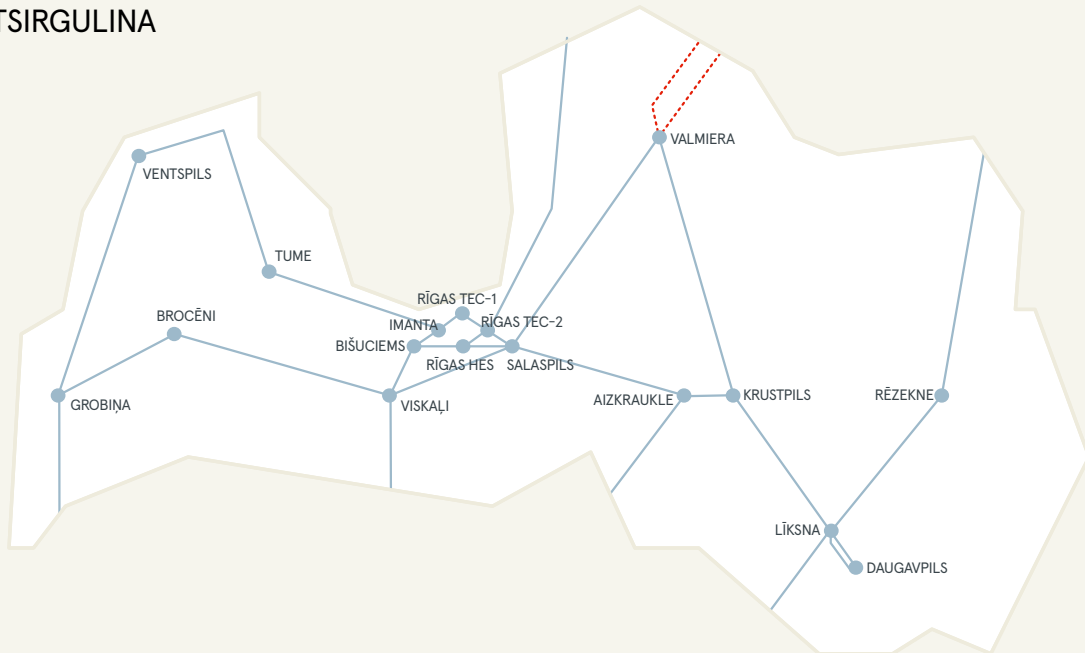 TSIRGULINA
VALMIERA
VENTSPILS
TUME
RĪGAS TEC-1
BROCĒNI
IMANTA
RĪGAS TEC-2
BIŠUCIEMS
RĪGAS HES
SALASPILS
GROBIŅA
VISKAĻI
AIZKRAUKLE
KRUSTPILS
RĒZEKNE
LĪKSNA
DAUGAVPILS